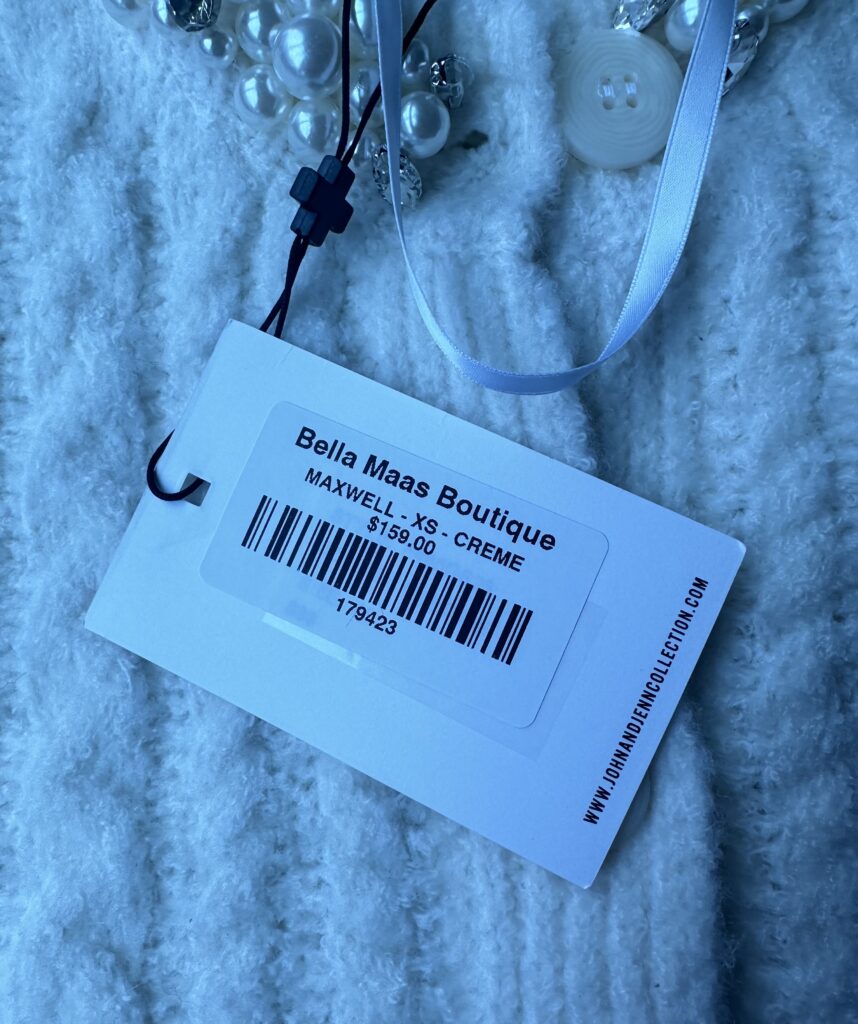 Bella Maas Boutique
MAXWELL - XS - CREME
$159.00
179423
WWW.JOHNANDJENNCOLLECTION.COM